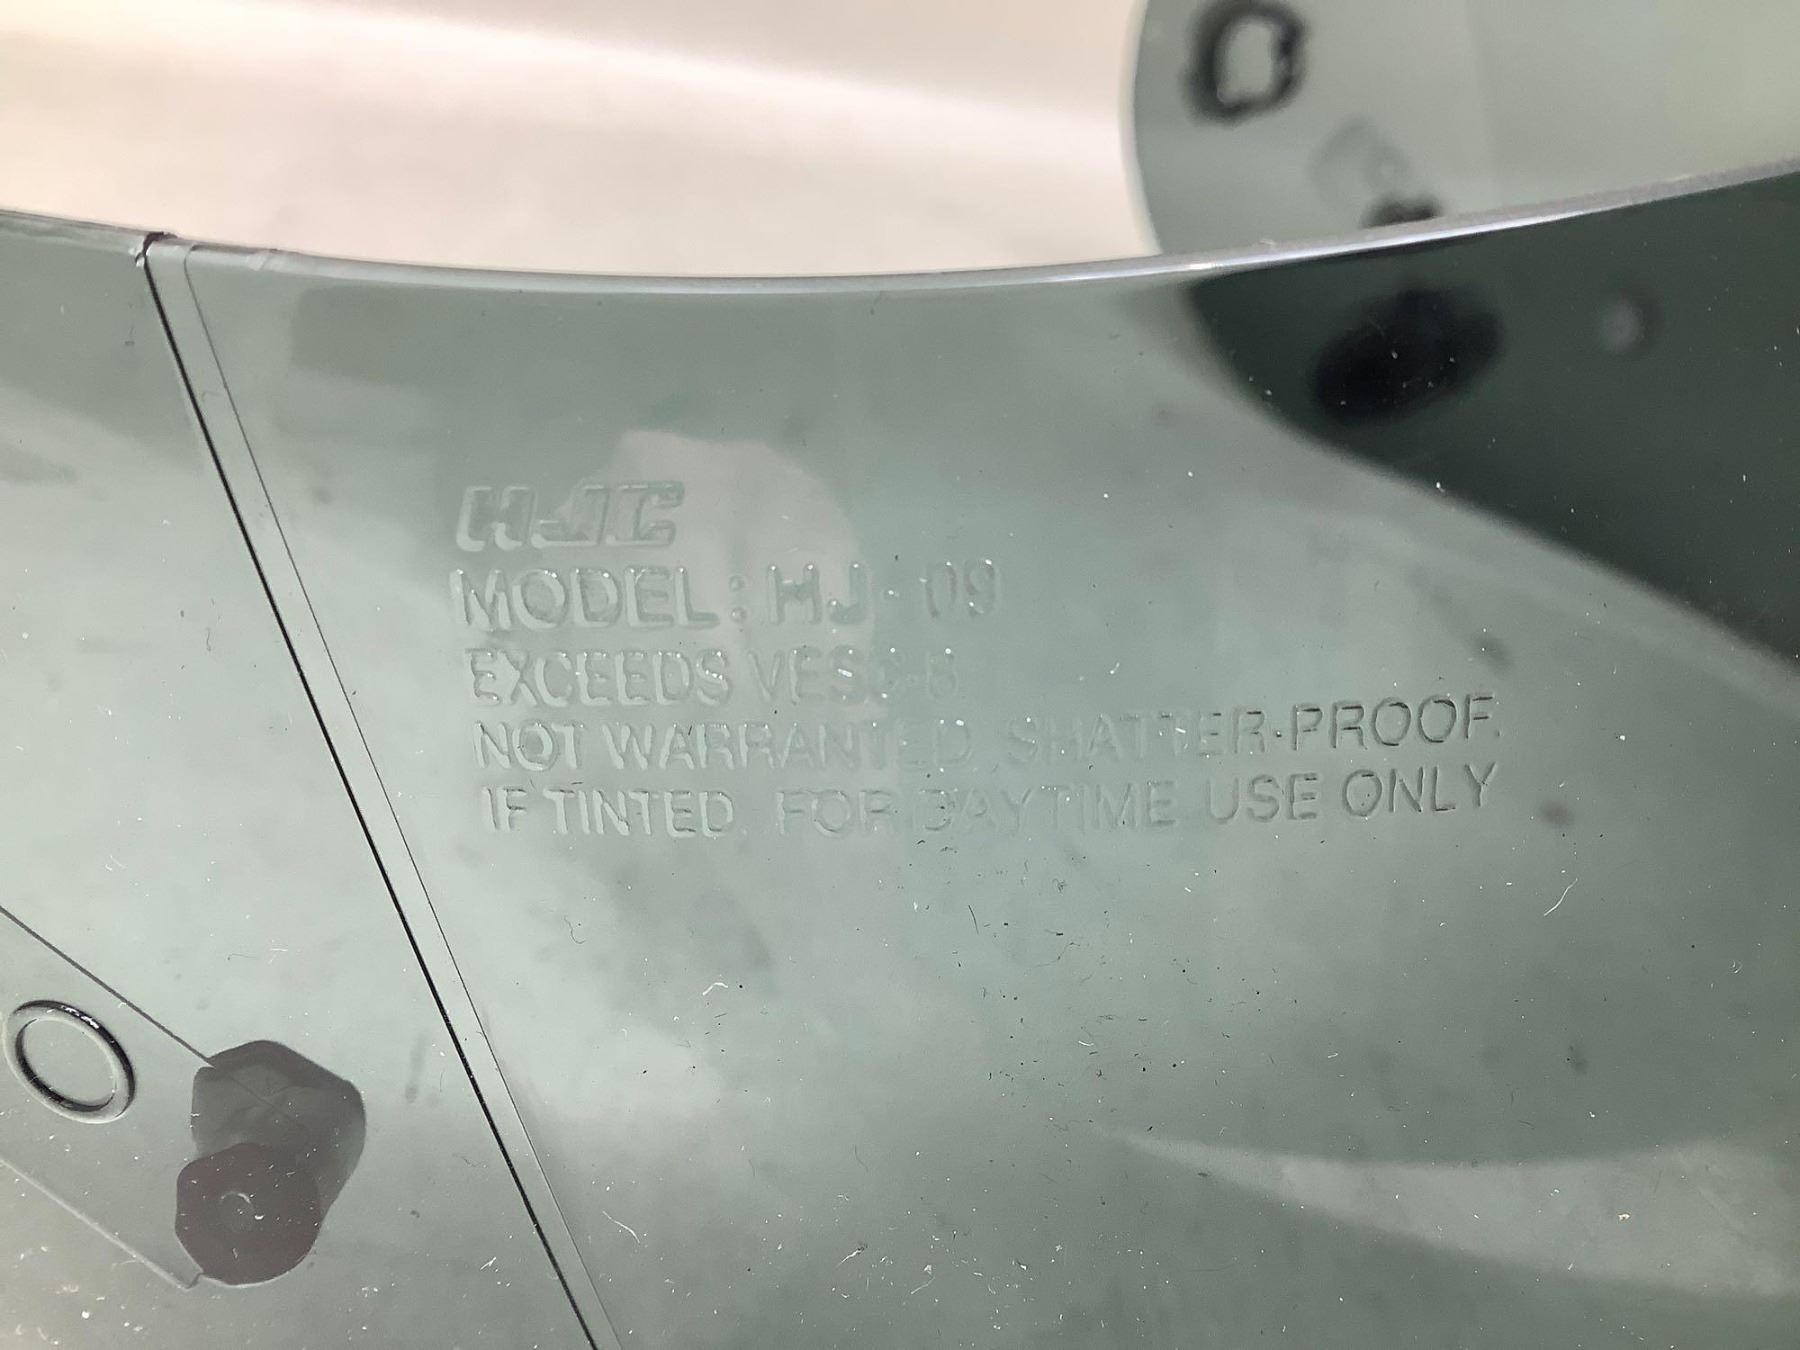 HJC
MODEL: HJ-09
EXCEEDS VESC-8
NOT WARRANTED SHATTER-PROOF.
IF TINTED. FOR DAYTIME USE ONLY